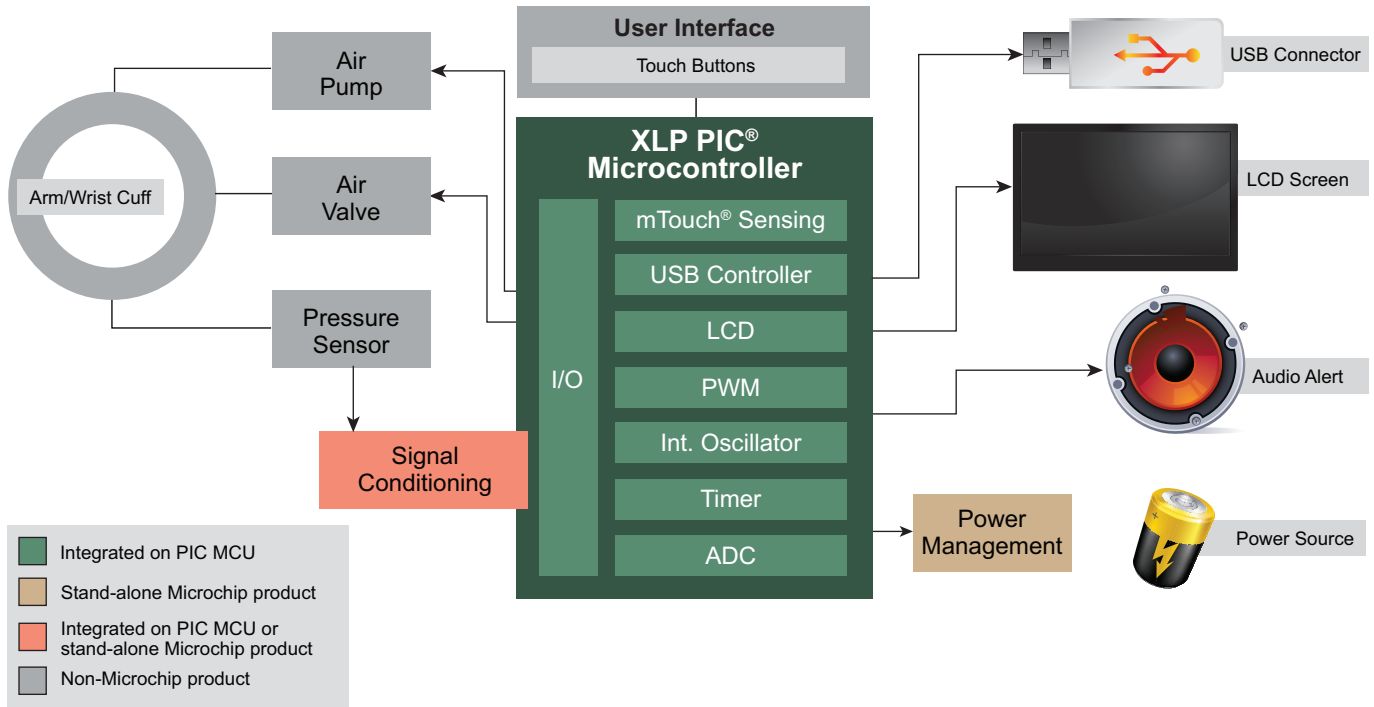 User Interface
Touch Buttons
Air
Pump
USB Connector
XLP PIC®
Microcontroller
Air
Valve
Arm/Wrist Cuff
LCD Screen
mTouch® Sensing
USB Controller
Pressure
Sensor
LCD
I/O
PWM
Audio Alert
Int. Oscillator
Signal
Conditioning
Timer
Power
Management
ADC
Power Source
+
Integrated on PIC MCU
Stand-alone Microchip product
Integrated on PIC MCU or
stand-alone Microchip product
Non-Microchip product